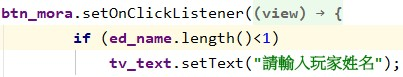 btn_mora.setOnClickListener((view) → {
if (ed_name.length()<1)
tv_text.setText("請輸入玩家姓名");